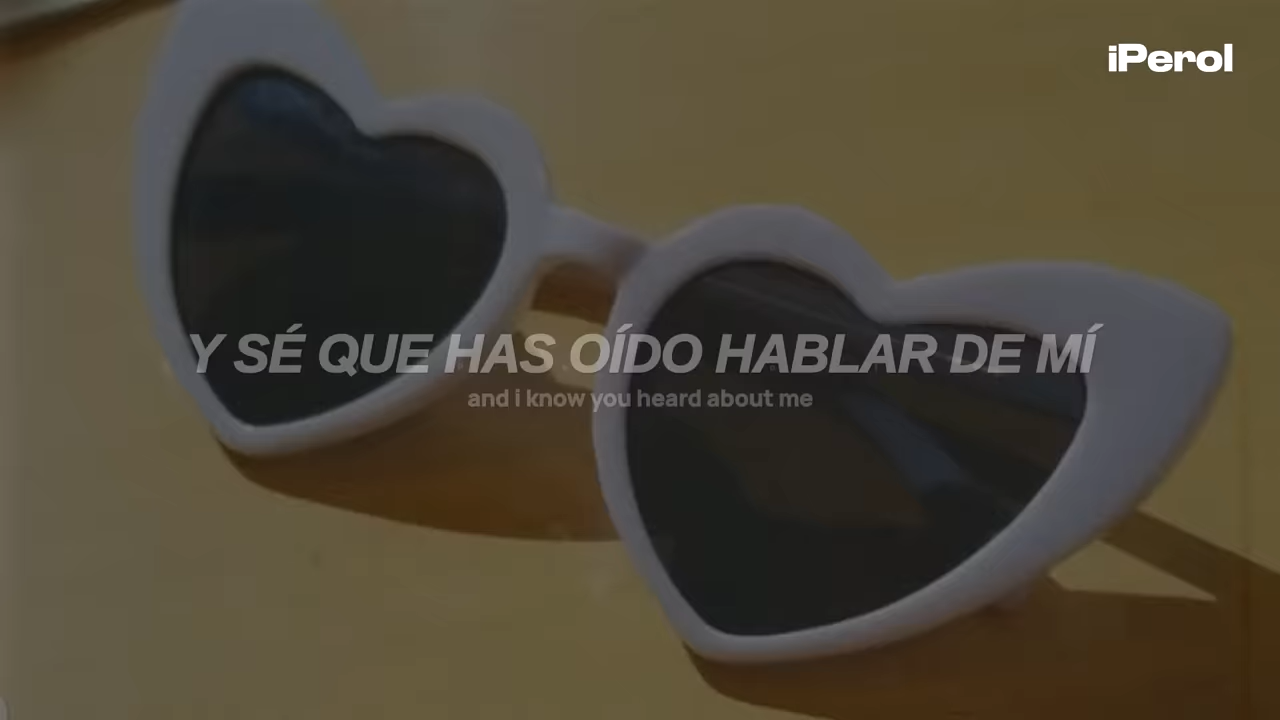 iPerol
Y SÉ QUE HAS OÍDO HABLAR DE MÍ
and i know you heard about me